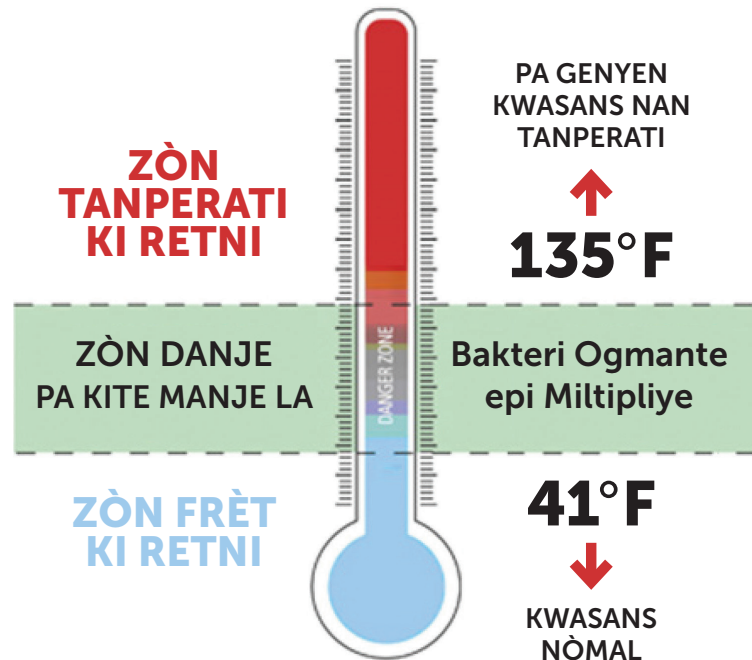 ZÒN
TANPERATI
KI RETNI
PA GENYEN
KWASANS NAN
TANPERATI
135°F
ZÒN DANJE
PA KITE MANJE LA
DANGER ZONE
Bakteri Ogmante
epi Miltipliye
ZÒN FRÈT
KI RETNI
41°F
KWASANS
NÒMAL